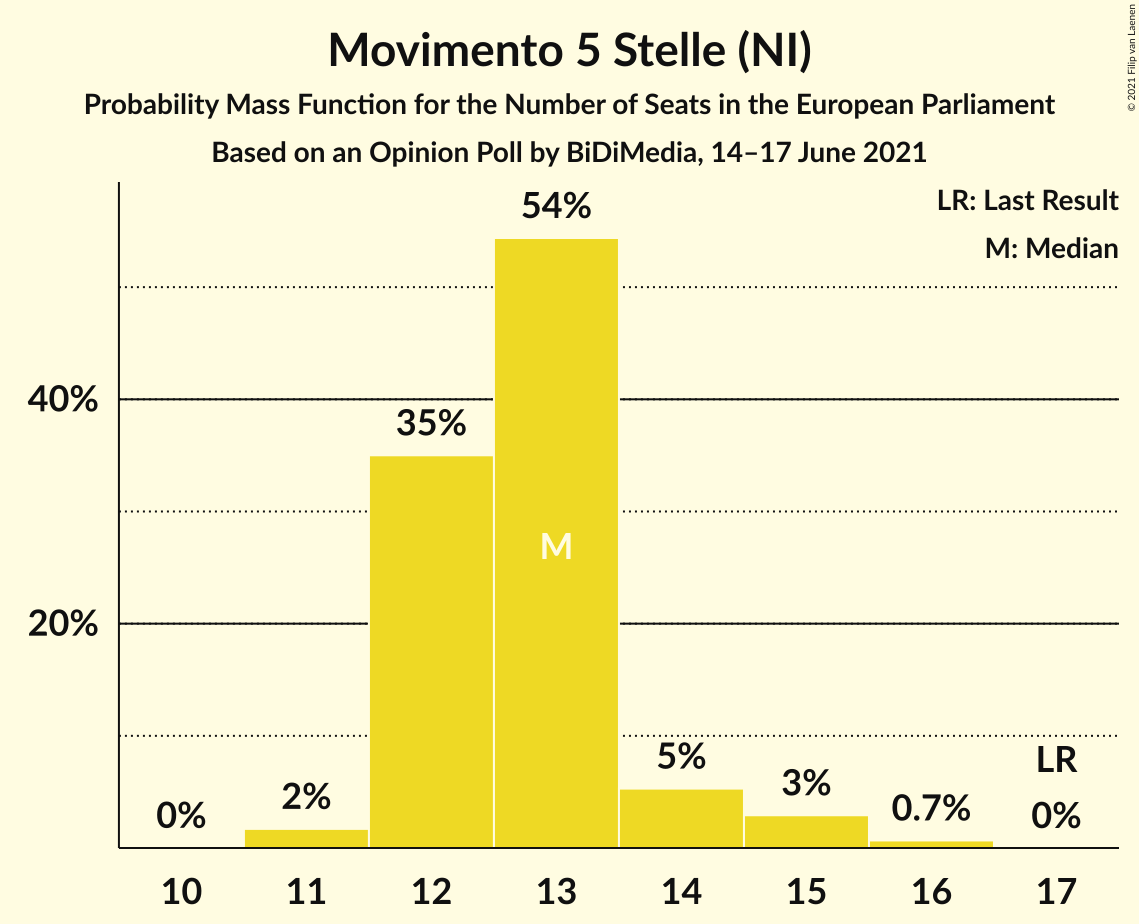 Movimento 5 Stelle (NI)
Probability Mass Function for the Number of Seats in the European Parliament
Based on an Opinion Poll by BiDiMedia, 14–17 June 2021
© 2021 Filip van Laenen
LR: Last Result
M: Median
54%
40%
35%
M
20%
LR
5%
3%
2%
0.7%
0%
0%
10 11 12 13 14 15 16 17